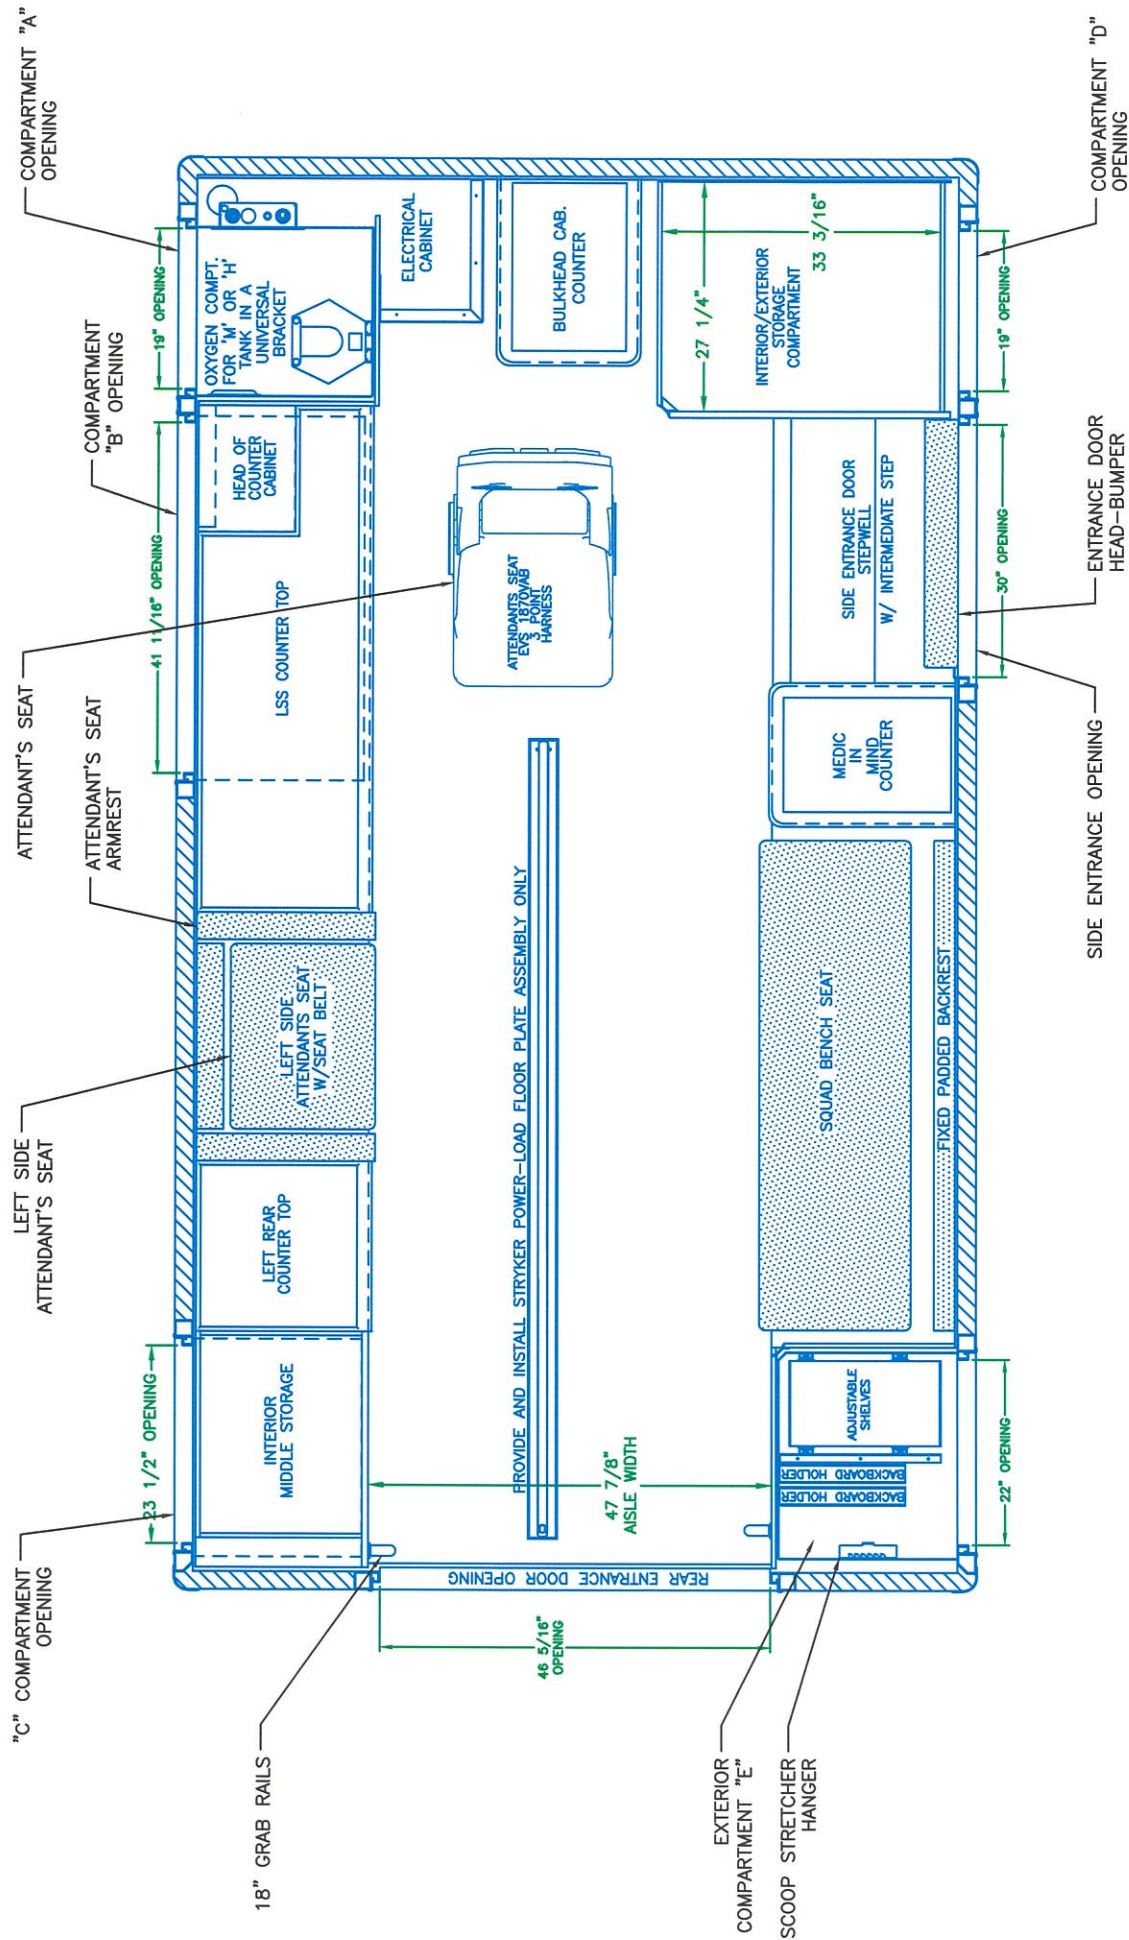 COMPARTMENT "A"
OPENING
COMPARTMENT
"B" OPENING
ATTENDANT'S SEAT
ATTENDANT'S SEAT
ARMREST
LEFT SIDE
ATTENDANT'S SEAT
"C" COMPARTMENT
OPENING
18" GRAB RAILS
19" OPENING
41 11/16" OPENING
23 1/2" OPENING
OXYGEN COMPT.
FOR 'M' OR 'H'
TANK IN A
UNIVERSAL
BRACKET
ELECTRICAL
CABINET
BULKHEAD CAB.
COUNTER
INTERIOR/EXTERIOR
STORAGE
COMPARTMENT
27 1/4"
33 3/16"
HEAD OF
COUNTER
CABINET
LSS COUNTER TOP
ATTENDANTS SEAT
EVS 1870VAB
3 POINT
HARNESS
LEFT SIDE
ATTENDANTS SEAT
W/SEAT BELT
LEFT REAR
COUNTER TOP
INTERIOR
MIDDLE STORAGE
PROVIDE AND INSTALL STRYKER POWER-LOAD FLOOR PLATE ASSEMBLY ONLY
47 7/8"
AISLE WIDTH
REAR ENTRANCE DOOR OPENING
46 5/16"
OPENING
SIDE ENTRANCE DOOR
STEPWELL
W/ INTERMEDIATE STEP
MEDIC
IN
MIND
COUNTER
SQUAD BENCH SEAT
FIXED PADDED BACKREST
ADJUSTABLE
SHELVES
BACKBOARD HOLDER
BACKBOARD HOLDER
19" OPENING
30" OPENING
22" OPENING
COMPARTMENT "D"
OPENING
ENTRANCE DOOR
HEAD-BUMPER
SIDE ENTRANCE OPENING
EXTERIOR
COMPARTMENT "E"
SCOOP STRETCHER
HANGER